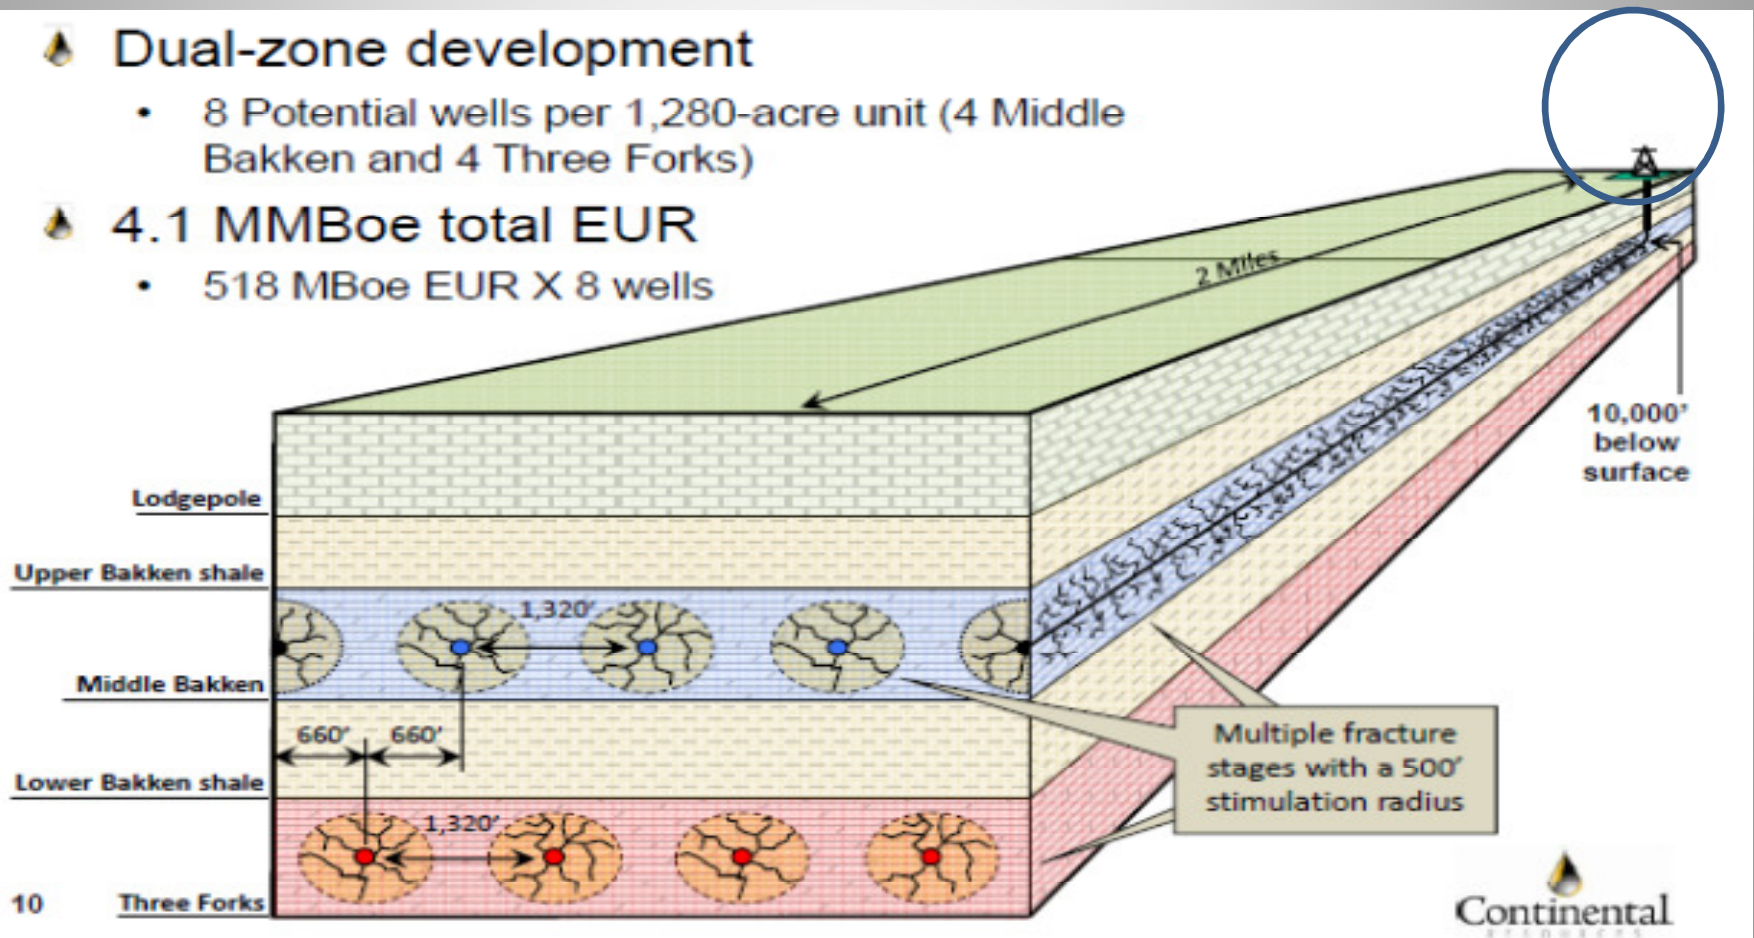 Dual-zone development
• 8 Potential wells per 1,280-acre unit (4 Middle
Bakken and 4 Three Forks)
4.1 MMBoe total EUR
• 518 MBoe EUR X 8 wells
2 Miles
10,000'
below
surface
Lodgepole
Upper Bakken shale
1,320'
Middle Bakken
660' 660'
Lower Bakken shale
Multiple fracture
stages with a 500'
stimulation radius
1,320'
Three Forks
10
Continental
RESOURCES